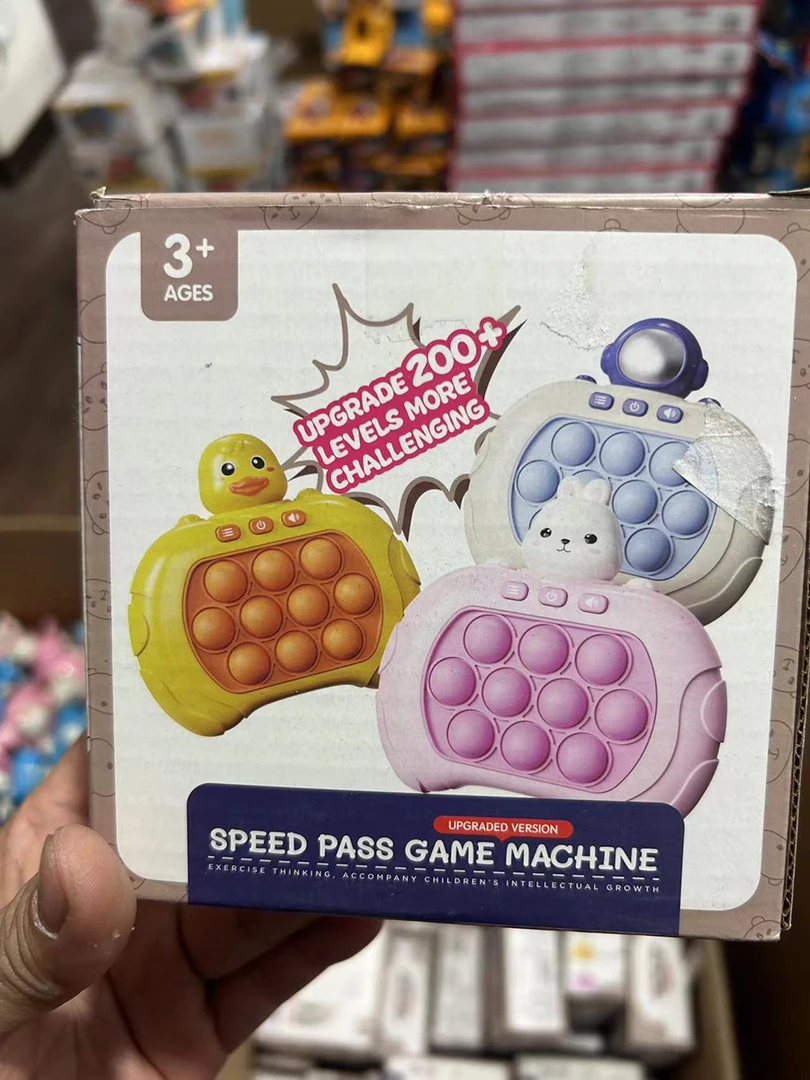 3+
AGES
UPGRADE 200+
LEVELS MORE
CHALLENGING
UPGRADED VERSION
SPEED PASS GAME MACHINE
EXERCISE THINKING, ACCOMPANY CHILDREN'S INTELLECTUAL GROWTH